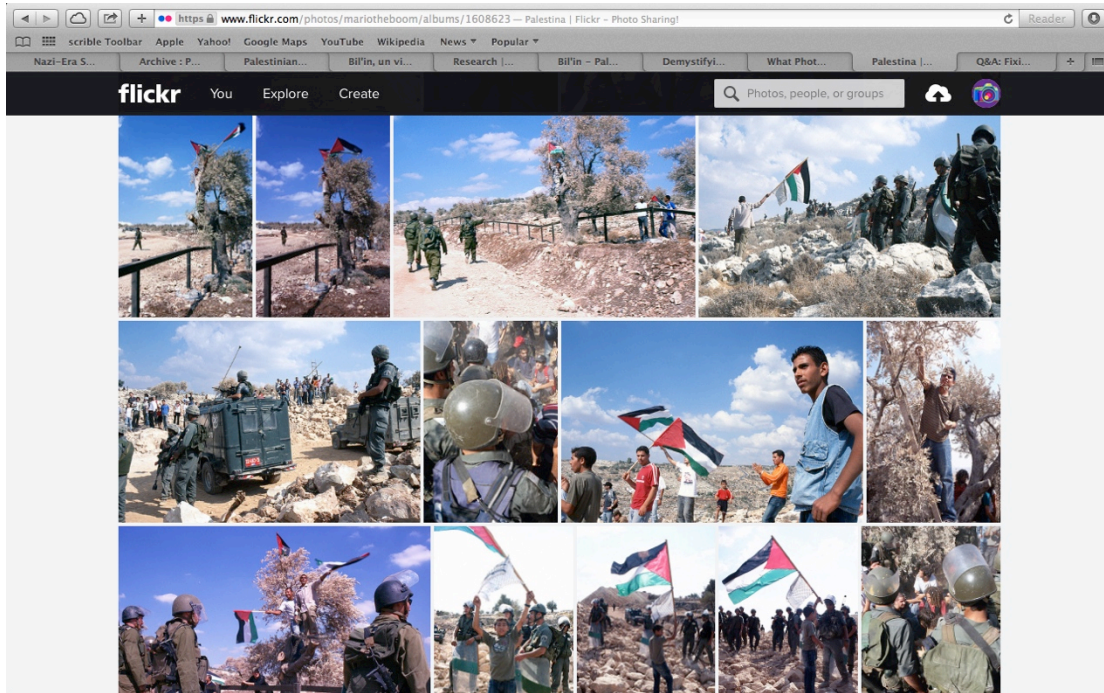 https www.flickr.com/photos/mariotheboom/albums/1608623 — Palestina | Flickr - Photo Sharing!
Reader
scrible Toolbar Apple Yahoo! Google Maps YouTube Wikipedia News Popular
Nazi-Era S... Archive : P... Palestinian... Bil'in, un vi... Research |... Bil'in - Pal... Demystifyi... What Phot... Palestina |... Q&A: Fixi...
flickr You Explore Create Photos, people, or groups